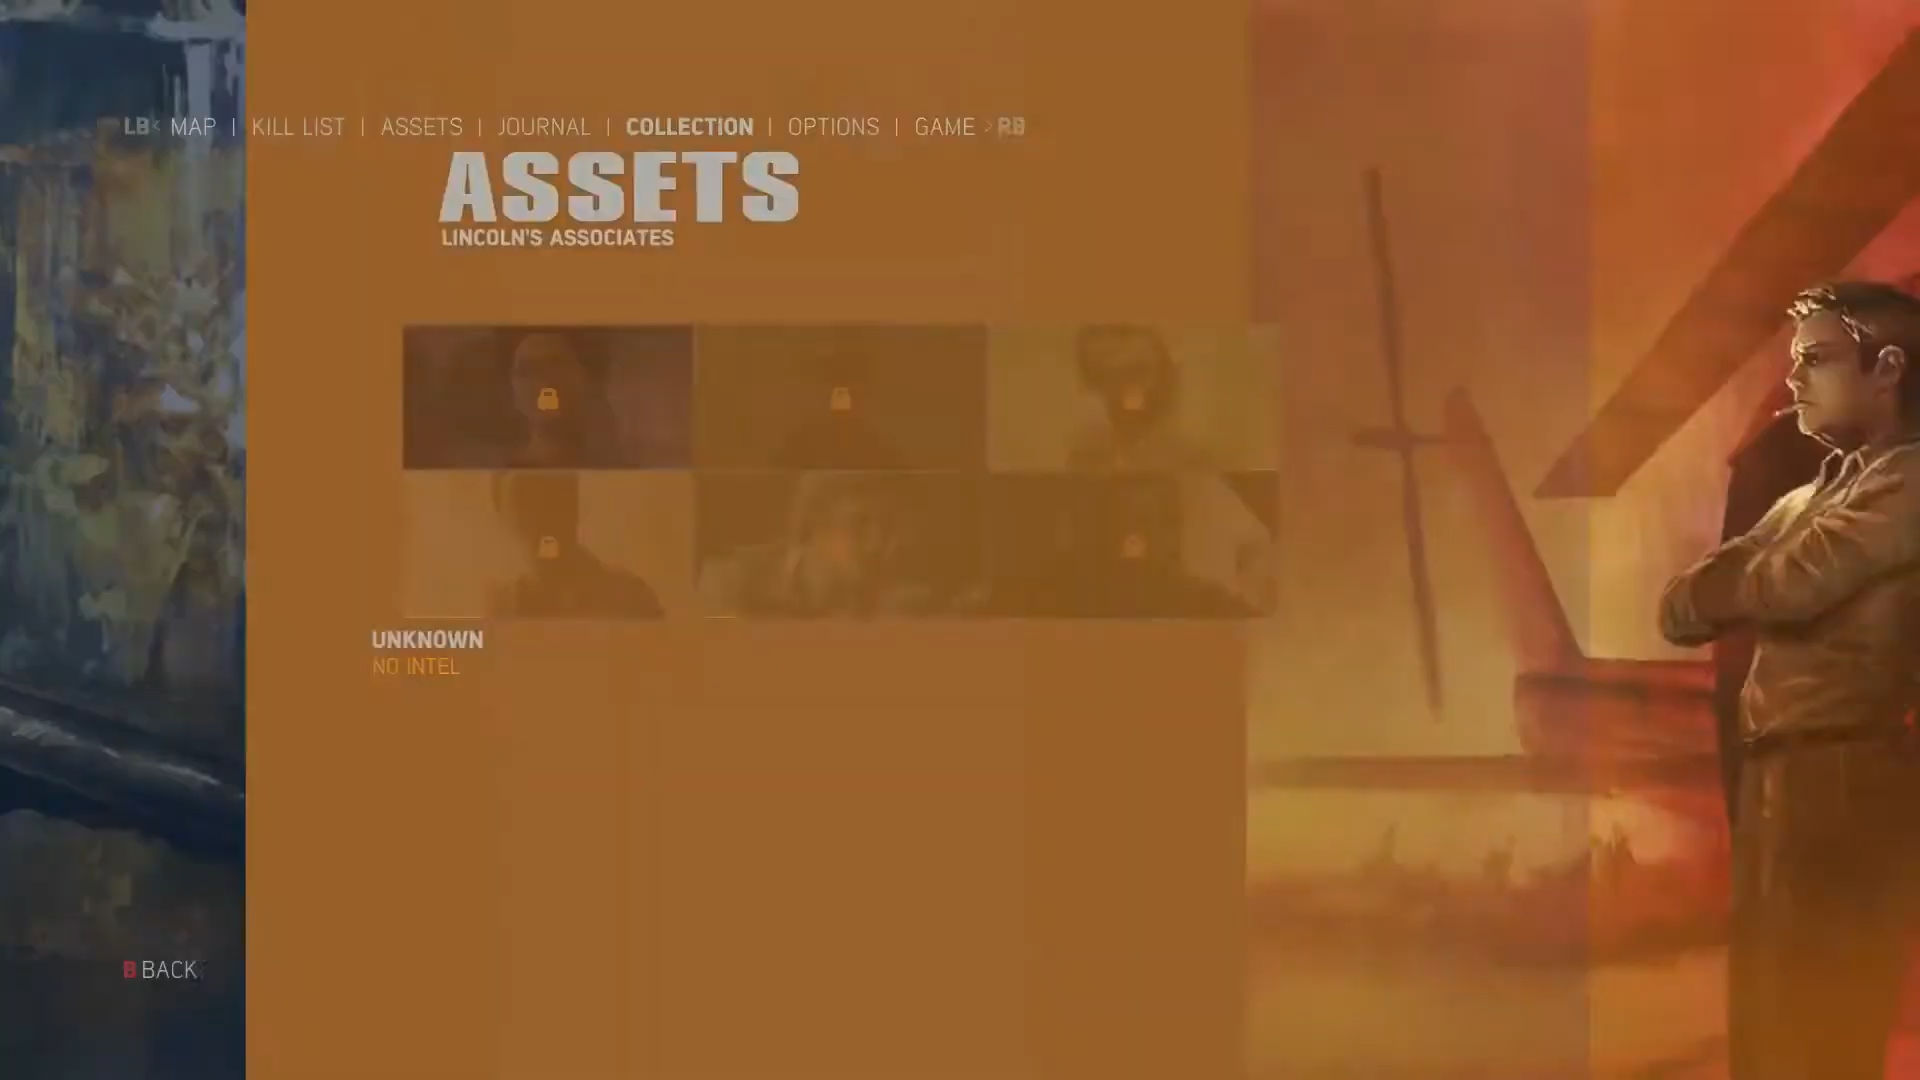 LB< MAP | KILL LIST | ASSETS | JOURNAL | COLLECTION | OPTIONS | GAME > RB
ASSETS
LINCOLN'S ASSOCIATES
UNKNOWN
NO INTEL
B BACK